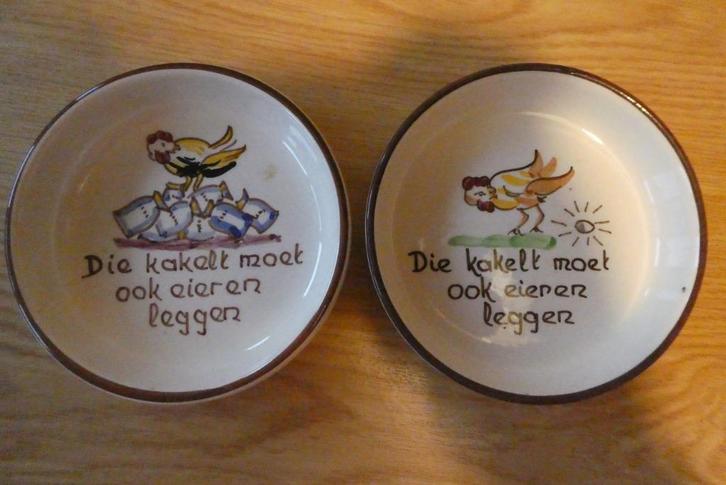 Die kakelt moet
ook eieren
leggen
Die kakelt moet
ook eieren
leggen